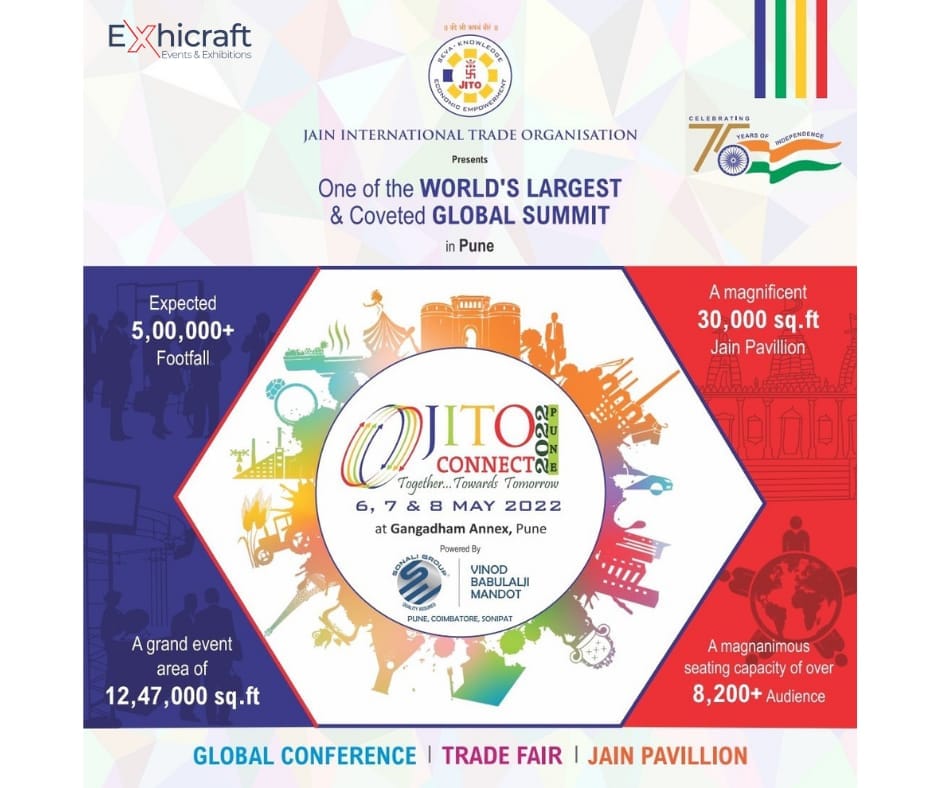 Exhicraft
Events & Exhibitions
SEVA • KNOWLEDGE
JITO
ECONOMIC EMPOWERMENT
JAIN INTERNATIONAL TRADE ORGANISATION
Presents
One of the WORLD'S LARGEST
& Coveted GLOBAL SUMMIT
in Pune
CELEBRATING
75
YEARS OF INDEPENDENCE
Expected
5,00,000+
Footfall
A magnificent
30,000 sq.ft
Jain Pavillion
JITO
CONNECT
2022
PUNE
Together...Towards Tomorrow
6, 7 & 8 MAY 2022
at Gangadham Annex, Pune
Powered By
SONALI GROUP
QUALITY ASSURED
VINOD
BABULALJI
MANDOT
PUNE, COIMBATORE, SONIPAT
A grand event
area of
12,47,000 sq.ft
A magnanimous
seating capacity of over
8,200+ Audience
GLOBAL CONFERENCE | TRADE FAIR | JAIN PAVILLION